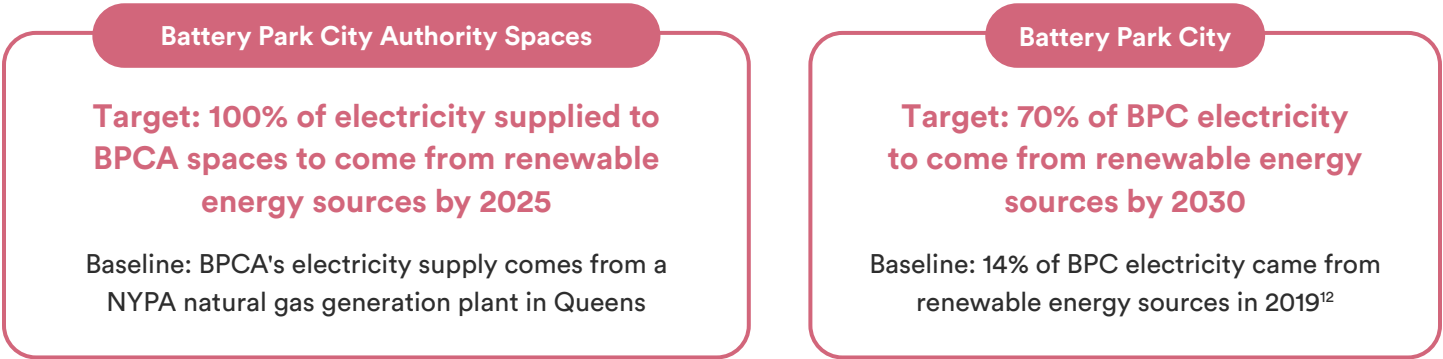 Battery Park City Authority Spaces
Target: 100% of electricity supplied to
BPCA spaces to come from renewable
energy sources by 2025
Baseline: BPCA's electricity supply comes from a
NYPA natural gas generation plant in Queens
Battery Park City
Target: 70% of BPC electricity
to come from renewable energy
sources by 2030
Baseline: 14% of BPC electricity came from
renewable energy sources in 2019¹²